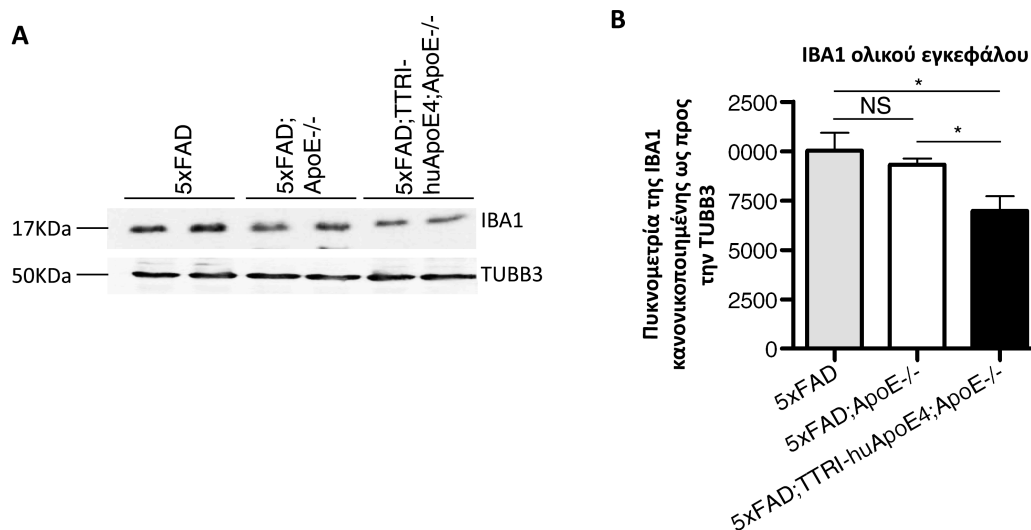 A
5xFAD
5xFAD;
ApoE-/-
5xFAD;TTRI-
huApoE4;ApoE-/-
17KDa
IBA1
50KDa
TUBB3
B
IBA1 ολικού εγκεφάλου
*
NS
*
Πυκνομετρία της IBA1
κανονικοποιημένης ως προς
την TUBB3
2500
0000
7500
5000
2500
0
5xFAD
5xFAD;ApoE-/-
5xFAD;TTRI-huApoE4;ApoE-/-